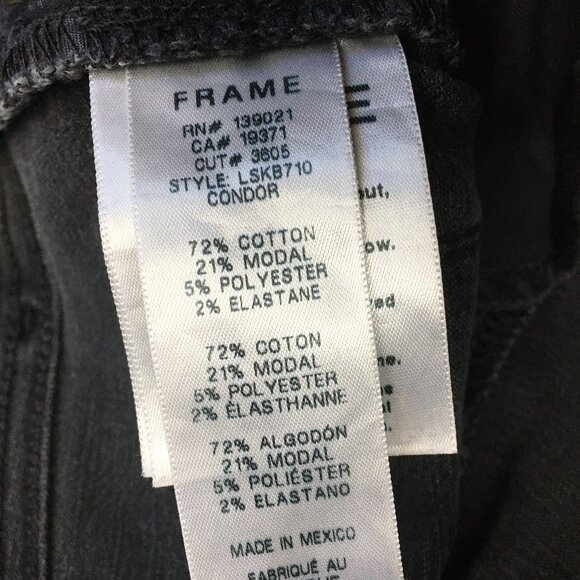 FRAME
RN# 139021
CA# 19371
CUT# 3605
STYLE: LSKB710
CONDOR
72% COTTON
21% MODAL
5% POLYESTER
2% ELASTANE
72% COTON
21% MODAL
5% POLYESTER
2% ÉLASTHANNE
72% ALGODÓN
21% MODAL
5% POLIÉSTER
2% ELASTANO
MADE IN MEXICO
FABRIQUÉ AU